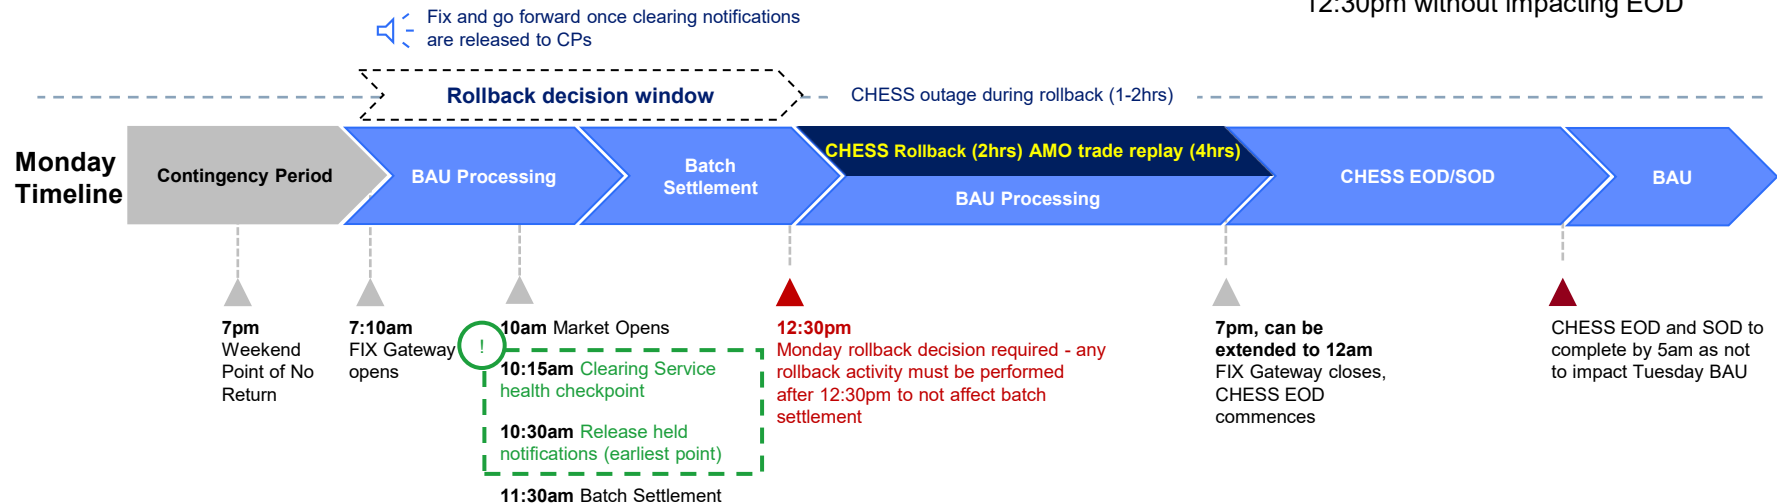 12:30pm without impacting EOD
Fix and go forward once clearing notifications
are released to CPs
Rollback decision window
CHESS outage during rollback (1-2hrs)
Monday
Timeline
Contingency Period
BAU Processing
Batch
Settlement
CHESS Rollback (2hrs) AMO trade replay (4hrs)
BAU Processing
CHESS EOD/SOD
BAU
7pm
Weekend
Point of No
Return
7:10am
FIX Gateway
opens
!
10am Market Opens
10:15am Clearing Service
health checkpoint
10:30am Release held
notifications (earliest point)
11:30am Batch Settlement
12:30pm
Monday rollback decision required - any
rollback activity must be performed
after 12:30pm to not affect batch
settlement
7pm, can be
extended to 12am
FIX Gateway closes,
CHESS EOD
commences
CHESS EOD and SOD to
complete by 5am as not
to impact Tuesday BAU